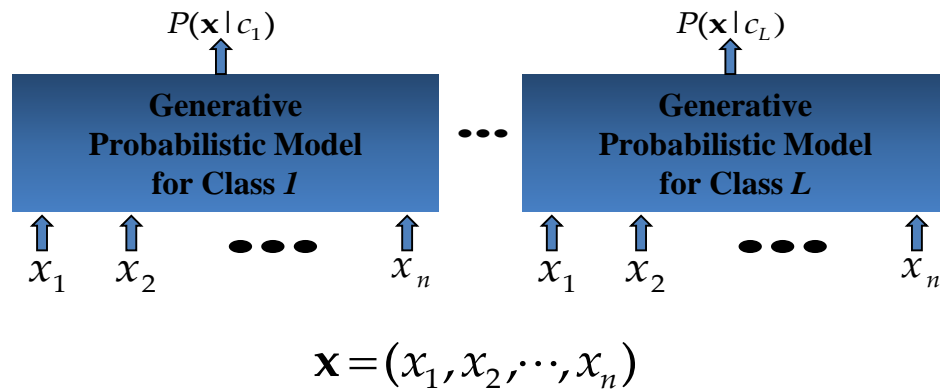 P(x | c₁)
P(x | c_L)
Generative
Probabilistic Model
for Class 1
•••
Generative
Probabilistic Model
for Class L
x₁ x₂ ••• xₙ
x₁ x₂ ••• xₙ
x = (x₁, x₂, ⋯, xₙ)